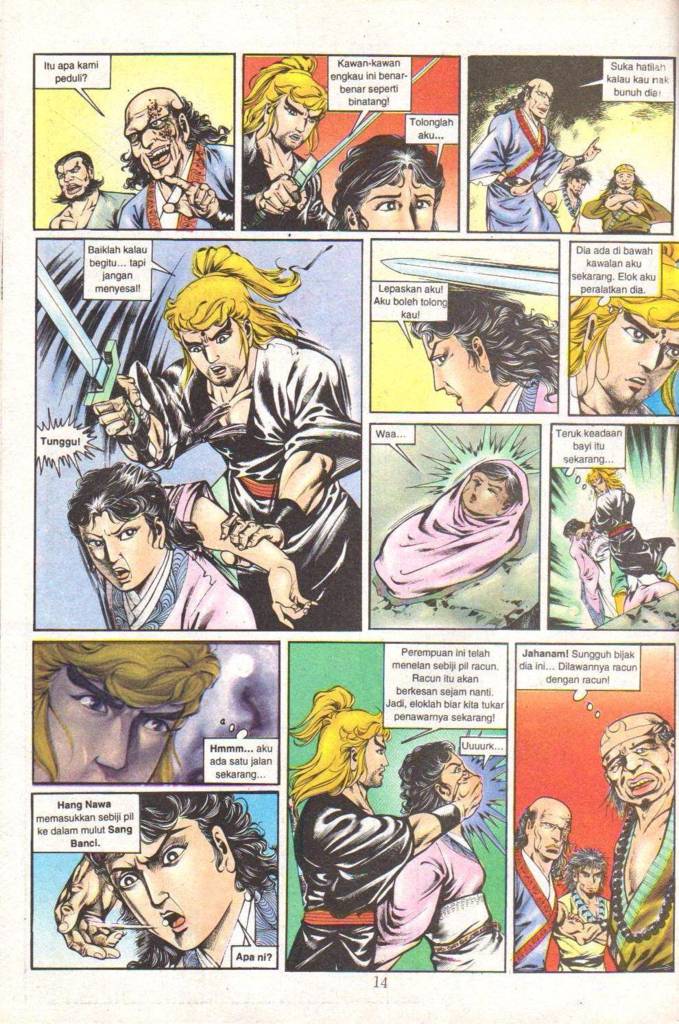 Itu apa kami
peduli?
Kawan-kawan
engkau ini benar-
benar seperti
binatang!
Tolonglah
aku...
Suka hatilah
kalau kau nak
bunuh dia!
Baiklah kalau
begitu... tapi
jangan
menyesal!
Tunggu!
Lepaskan aku!
Aku boleh tolong
kau!
Dia ada di bawah
kawalan aku
sekarang. Elok aku
peralatkan dia.
Waa...
Teruk keadaan
bayi itu
sekarang...
Hmmm... aku
ada satu jalan
sekarang...
Hang Nawa
memasukkan sebiji pil
ke dalam mulut Sang
Banci.
Apa ni?
Perempuan ini telah
menelan sebiji pil racun.
Racun itu akan
berkesan sejam nanti.
Jadi, eloklah biar kita tukar
penawarnya sekarang!
Uuuurk...
Jahanam! Sungguh bijak
dia ini... Dilawannya racun
dengan racun!
14